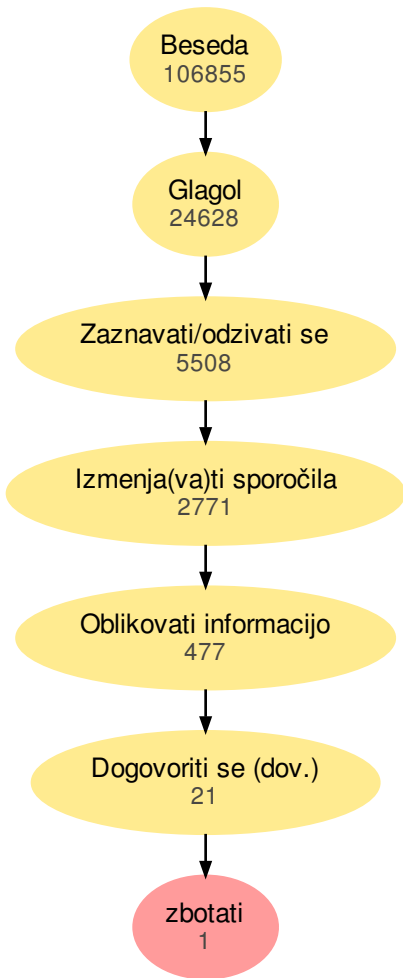 Beseda
106855
Glagol
24628
Zaznavati/odzivati se
5508
Izmenja(va)ti sporočila
2771
Oblikovati informacijo
477
Dogovoriti se (dov.)
21
zbotati
1